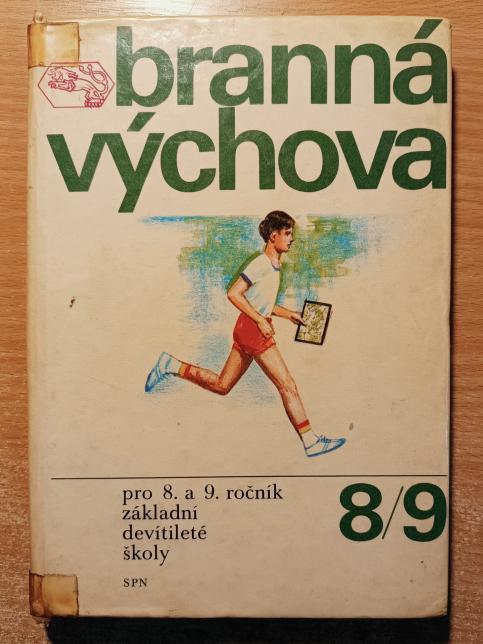 branná
výchova
pro 8. a 9. ročník
základní
devítileté
školy
8/9
SPN